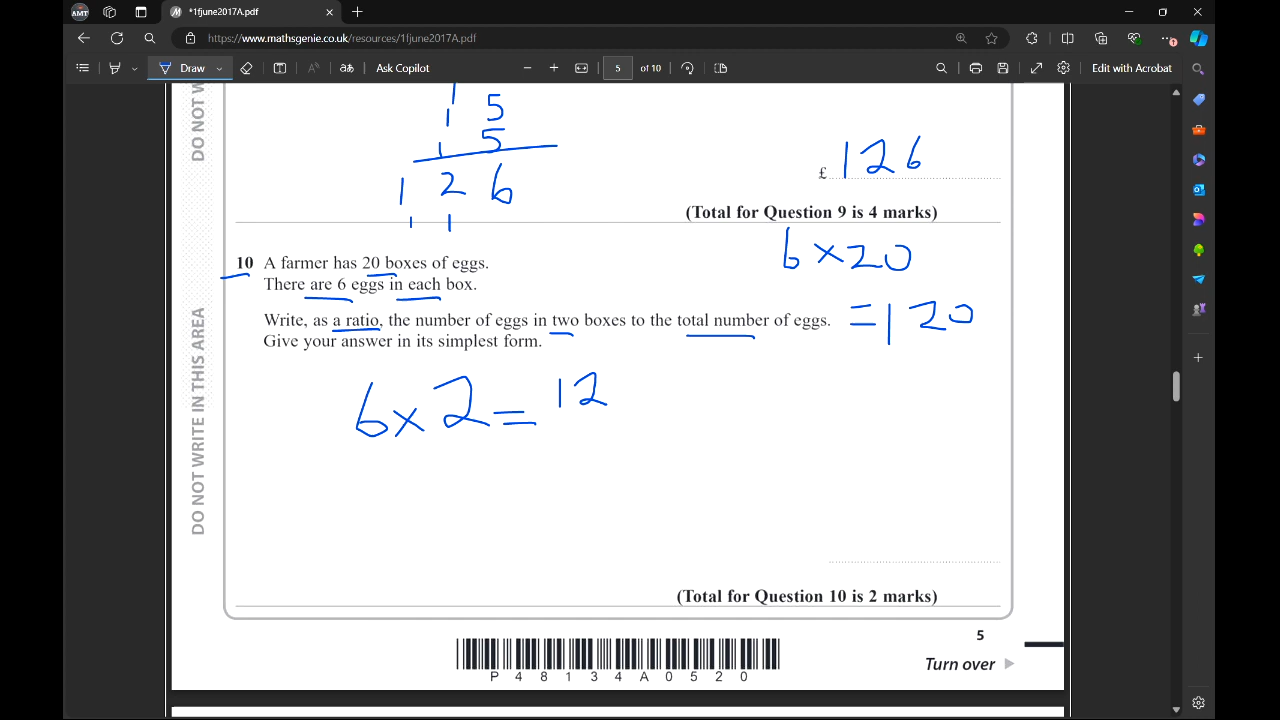 AMT
*1fjune2017A.pdf
https://www.mathsgenie.co.uk/resources/1fjune2017A.pdf
Draw
Ask Copilot
5 of 10
Edit with Acrobat
DO NOT W
1
1 5
1 5
1 2 6
1 1
£ 126
(Total for Question 9 is 4 marks)
10 A farmer has 20 boxes of eggs.
There are 6 eggs in each box.
Write, as a ratio, the number of eggs in two boxes to the total number of eggs.
Give your answer in its simplest form.
6 × 20
= 120
6 × 2 = 12
DO NOT WRITE IN THIS AREA
(Total for Question 10 is 2 marks)
5
P 4 8 1 3 4 A 0 5 2 0
Turn over